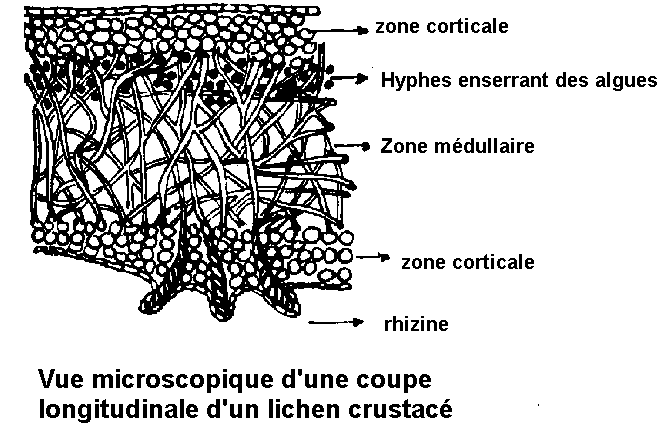 zone corticale
Hyphes enserrant des algues
Zone médullaire
zone corticale
rhizine
Vue microscopique d'une coupe
longitudinale d'un lichen crustacé